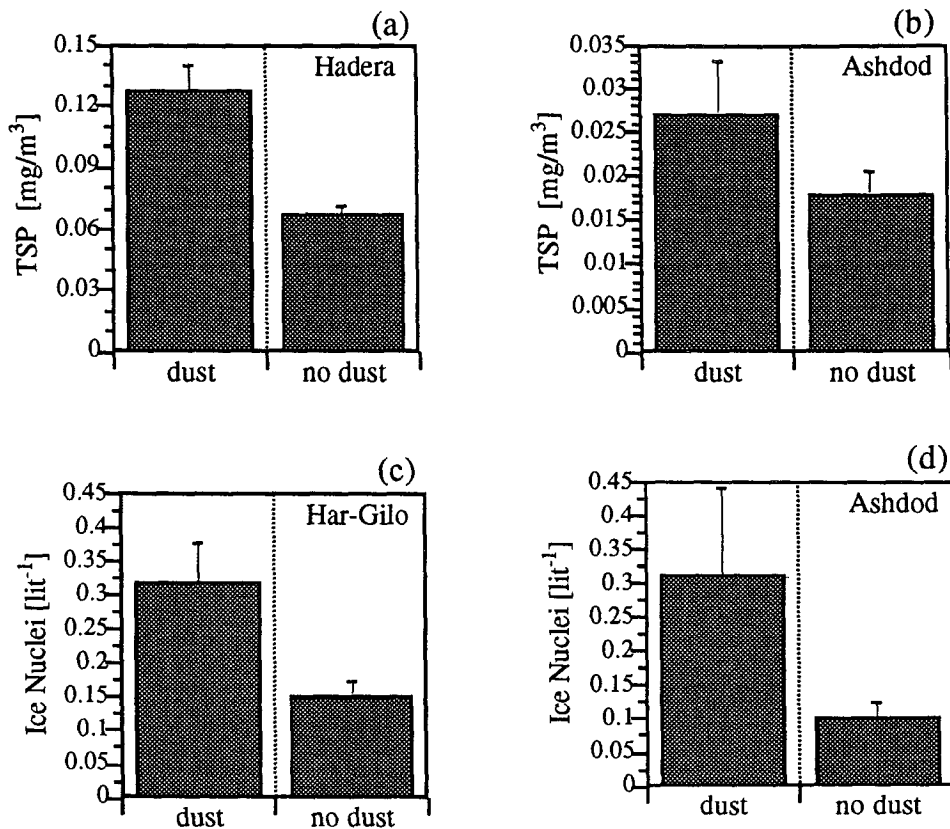 (a)
Hadera
TSP [mg/m³]
0.15
0.12
0.09
0.06
0.03
0
dust
no dust
(b)
Ashdod
TSP [mg/m³]
0.035
0.03
0.025
0.02
0.015
0.01
0.005
0
dust
no dust
(c)
Har-Gilo
Ice Nuclei [lit⁻¹]
0.45
0.4
0.35
0.3
0.25
0.2
0.15
0.1
0.05
0
dust
no dust
(d)
Ashdod
Ice Nuclei [lit⁻¹]
0.45
0.4
0.35
0.3
0.25
0.2
0.15
0.1
0.05
0
dust
no dust